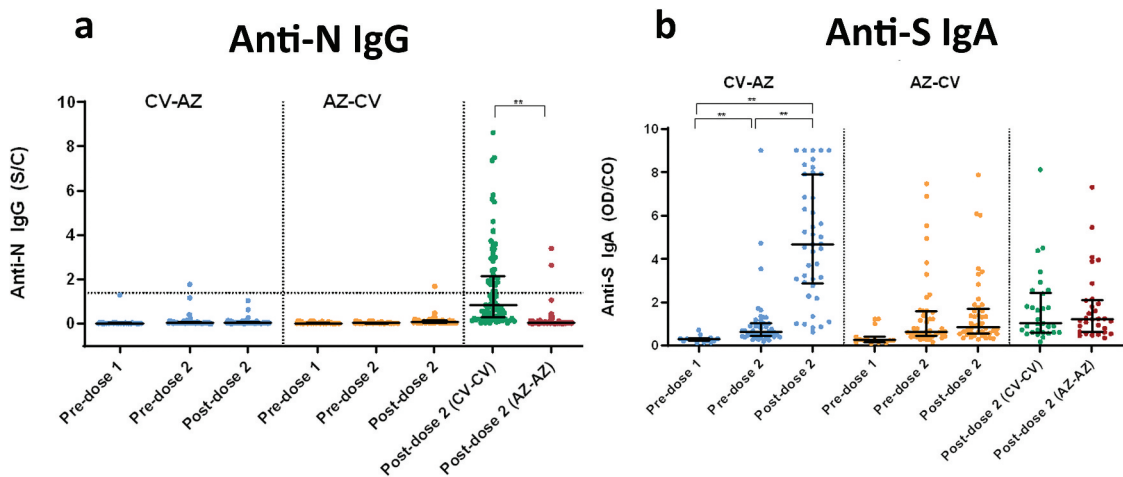 a
Anti-N IgG
CV-AZ
AZ-CV
**
10
8
6
4
2
0
Anti-N IgG (S/C)
Pre-dose 1
Pre-dose 2
Post-dose 2
Pre-dose 1
Pre-dose 2
Post-dose 2
Post-dose 2 (CV-CV)
Post-dose 2 (AZ-AZ)
b
Anti-S IgA
CV-AZ
AZ-CV
**
** **
10
8
6
4
2
0
Anti-S IgA (OD/CO)
Pre-dose 1
Pre-dose 2
Post-dose 2
Pre-dose 1
Pre-dose 2
Post-dose 2
Post-dose 2 (CV-CV)
Post-dose 2 (AZ-AZ)